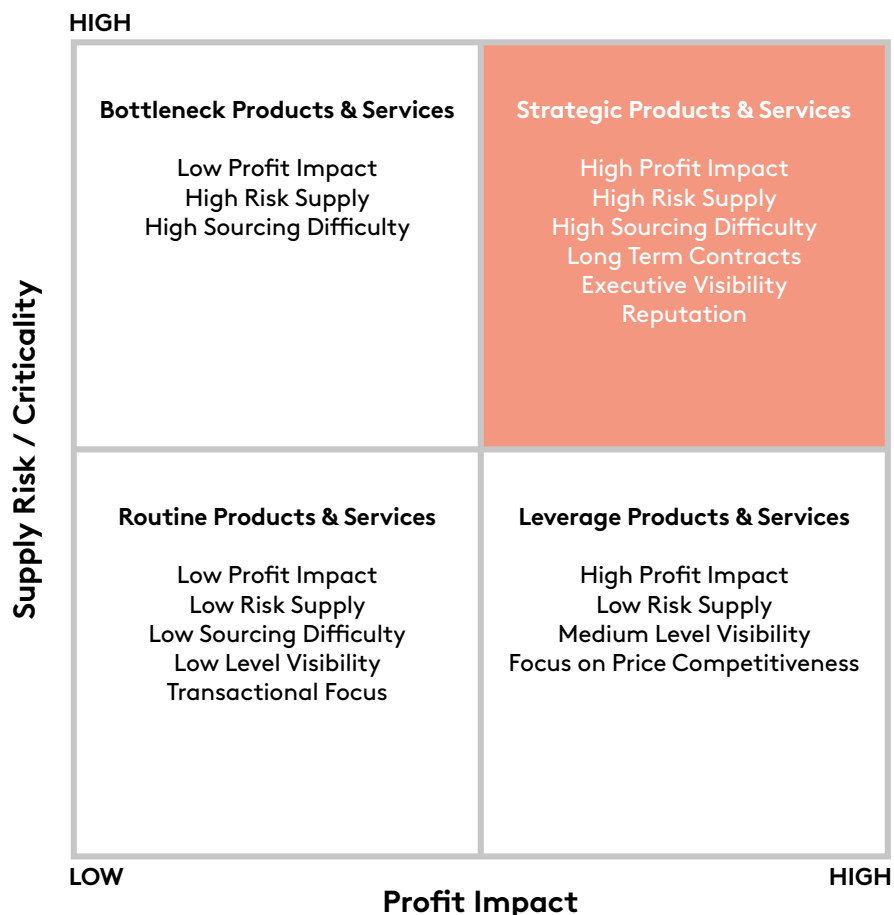 HIGH
Bottleneck Products & Services
Low Profit Impact
High Risk Supply
High Sourcing Difficulty
Strategic Products & Services
High Profit Impact
High Risk Supply
High Sourcing Difficulty
Long Term Contracts
Executive Visibility
Reputation
Supply Risk / Criticality
Routine Products & Services
Low Profit Impact
Low Risk Supply
Low Sourcing Difficulty
Low Level Visibility
Transactional Focus
Leverage Products & Services
High Profit Impact
Low Risk Supply
Medium Level Visibility
Focus on Price Competitiveness
LOW
HIGH
Profit Impact